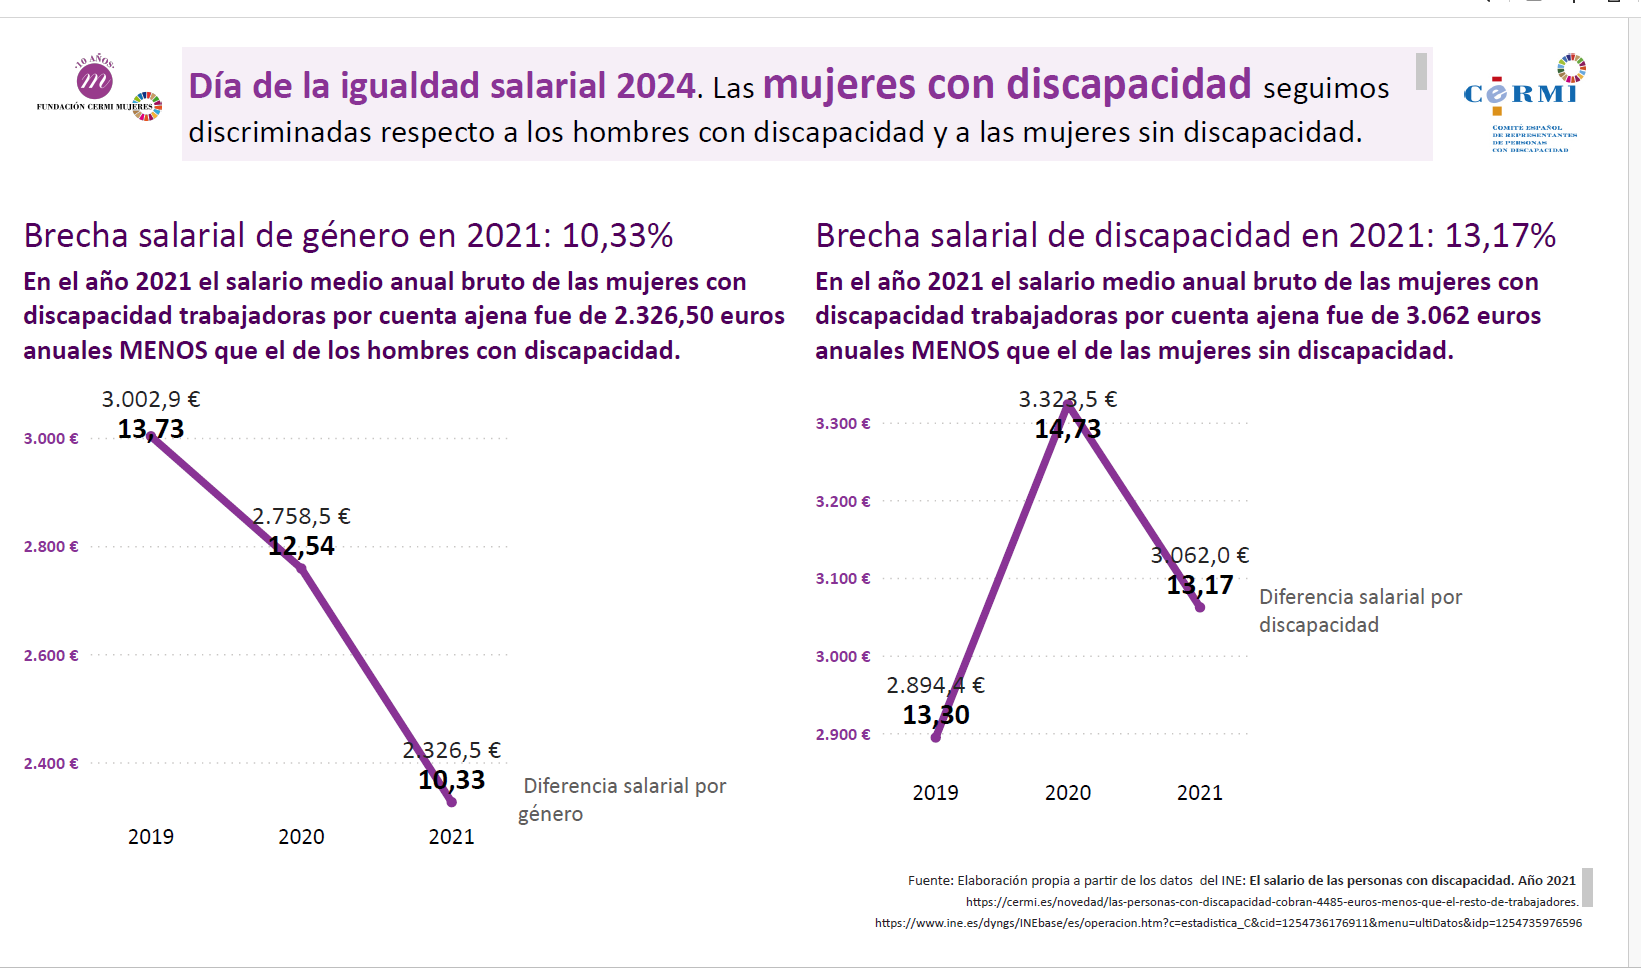 ·10 AÑOS·
m
FUNDACIÓN CERMI MUJERES
Día de la igualdad salarial 2024. Las mujeres con discapacidad seguimos
discriminadas respecto a los hombres con discapacidad y a las mujeres sin discapacidad.
CERMI
COMITÉ ESPAÑOL
DE REPRESENTANTES
DE PERSONAS
CON DISCAPACIDAD
Brecha salarial de género en 2021: 10,33%
En el año 2021 el salario medio anual bruto de las mujeres con
discapacidad trabajadoras por cuenta ajena fue de 2.326,50 euros
anuales MENOS que el de los hombres con discapacidad.
3.002,9 €
13,73
3.000 €
2.758,5 €
12,54
2.800 €
2.600 €
2.326,5 €
10,33
2.400 €
Diferencia salarial por
género
2019
2020
2021
Brecha salarial de discapacidad en 2021: 13,17%
En el año 2021 el salario medio anual bruto de las mujeres con
discapacidad trabajadoras por cuenta ajena fue de 3.062 euros
anuales MENOS que el de las mujeres sin discapacidad.
3.323,5 €
14,73
3.300 €
3.200 €
3.062,0 €
13,17
3.100 €
Diferencia salarial por
discapacidad
3.000 €
2.894,4 €
13,30
2.900 €
2019
2020
2021
Fuente: Elaboración propia a partir de los datos  del INE: El salario de las personas con discapacidad. Año 2021
https://cermi.es/novedad/las-personas-con-discapacidad-cobran-4485-euros-menos-que-el-resto-de-trabajadores.
https://www.ine.es/dyngs/INEbase/es/operacion.htm?c=estadistica_C&cid=1254736176911&menu=ultiDatos&idp=1254735976596